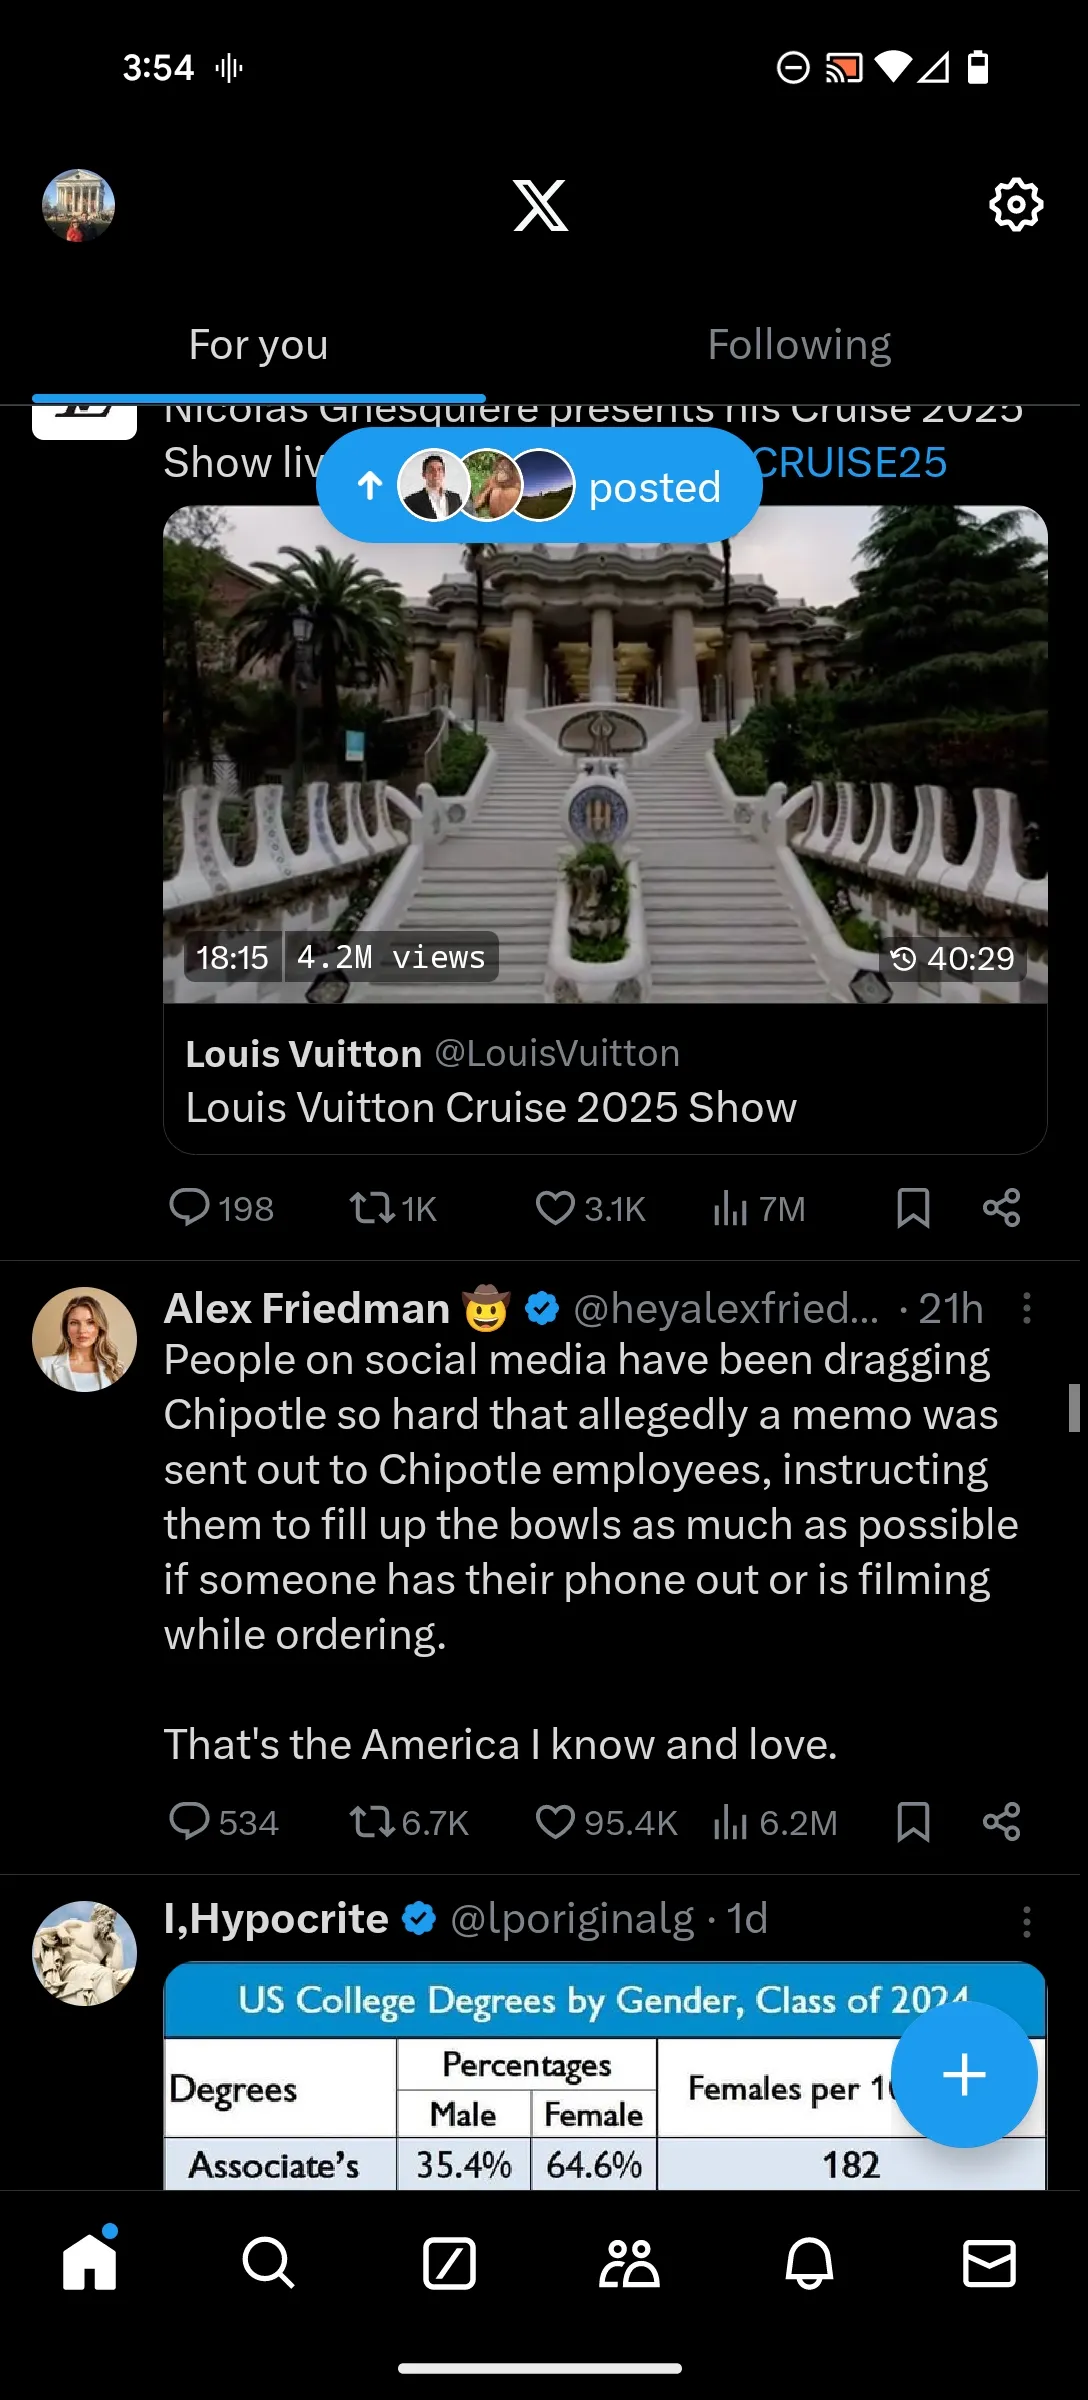 3:54
For you
Following
Nicolas Ghesquière presents his Cruise 2025
Show liv
CRUISE25
posted
18:15
4.2M views
40:29
Louis Vuitton @LouisVuitton
Louis Vuitton Cruise 2025 Show
198
1K
3.1K
7M
Alex Friedman 🤠 @heyalexfried... · 21h
People on social media have been dragging
Chipotle so hard that allegedly a memo was
sent out to Chipotle employees, instructing
them to fill up the bowls as much as possible
if someone has their phone out or is filming
while ordering.
That's the America I know and love.
534
6.7K
95.4K
6.2M
I,Hypocrite @lporiginalg · 1d
US College Degrees by Gender, Class of 2024
Degrees
Percentages
Females per 1
Male
Female
Associate's
35.4%
64.6%
182